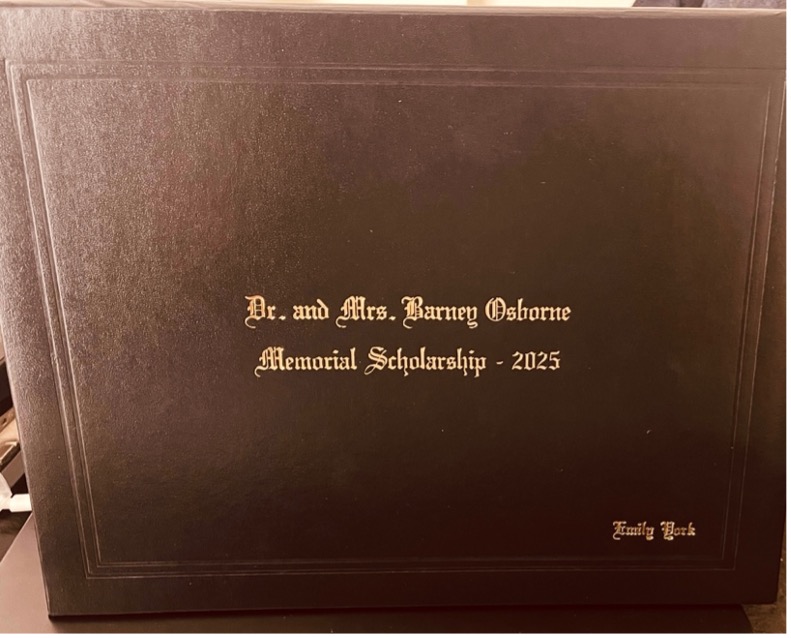 Dr. and Mrs. Barney Osborne
Memorial Scholarship - 2025
Emily York